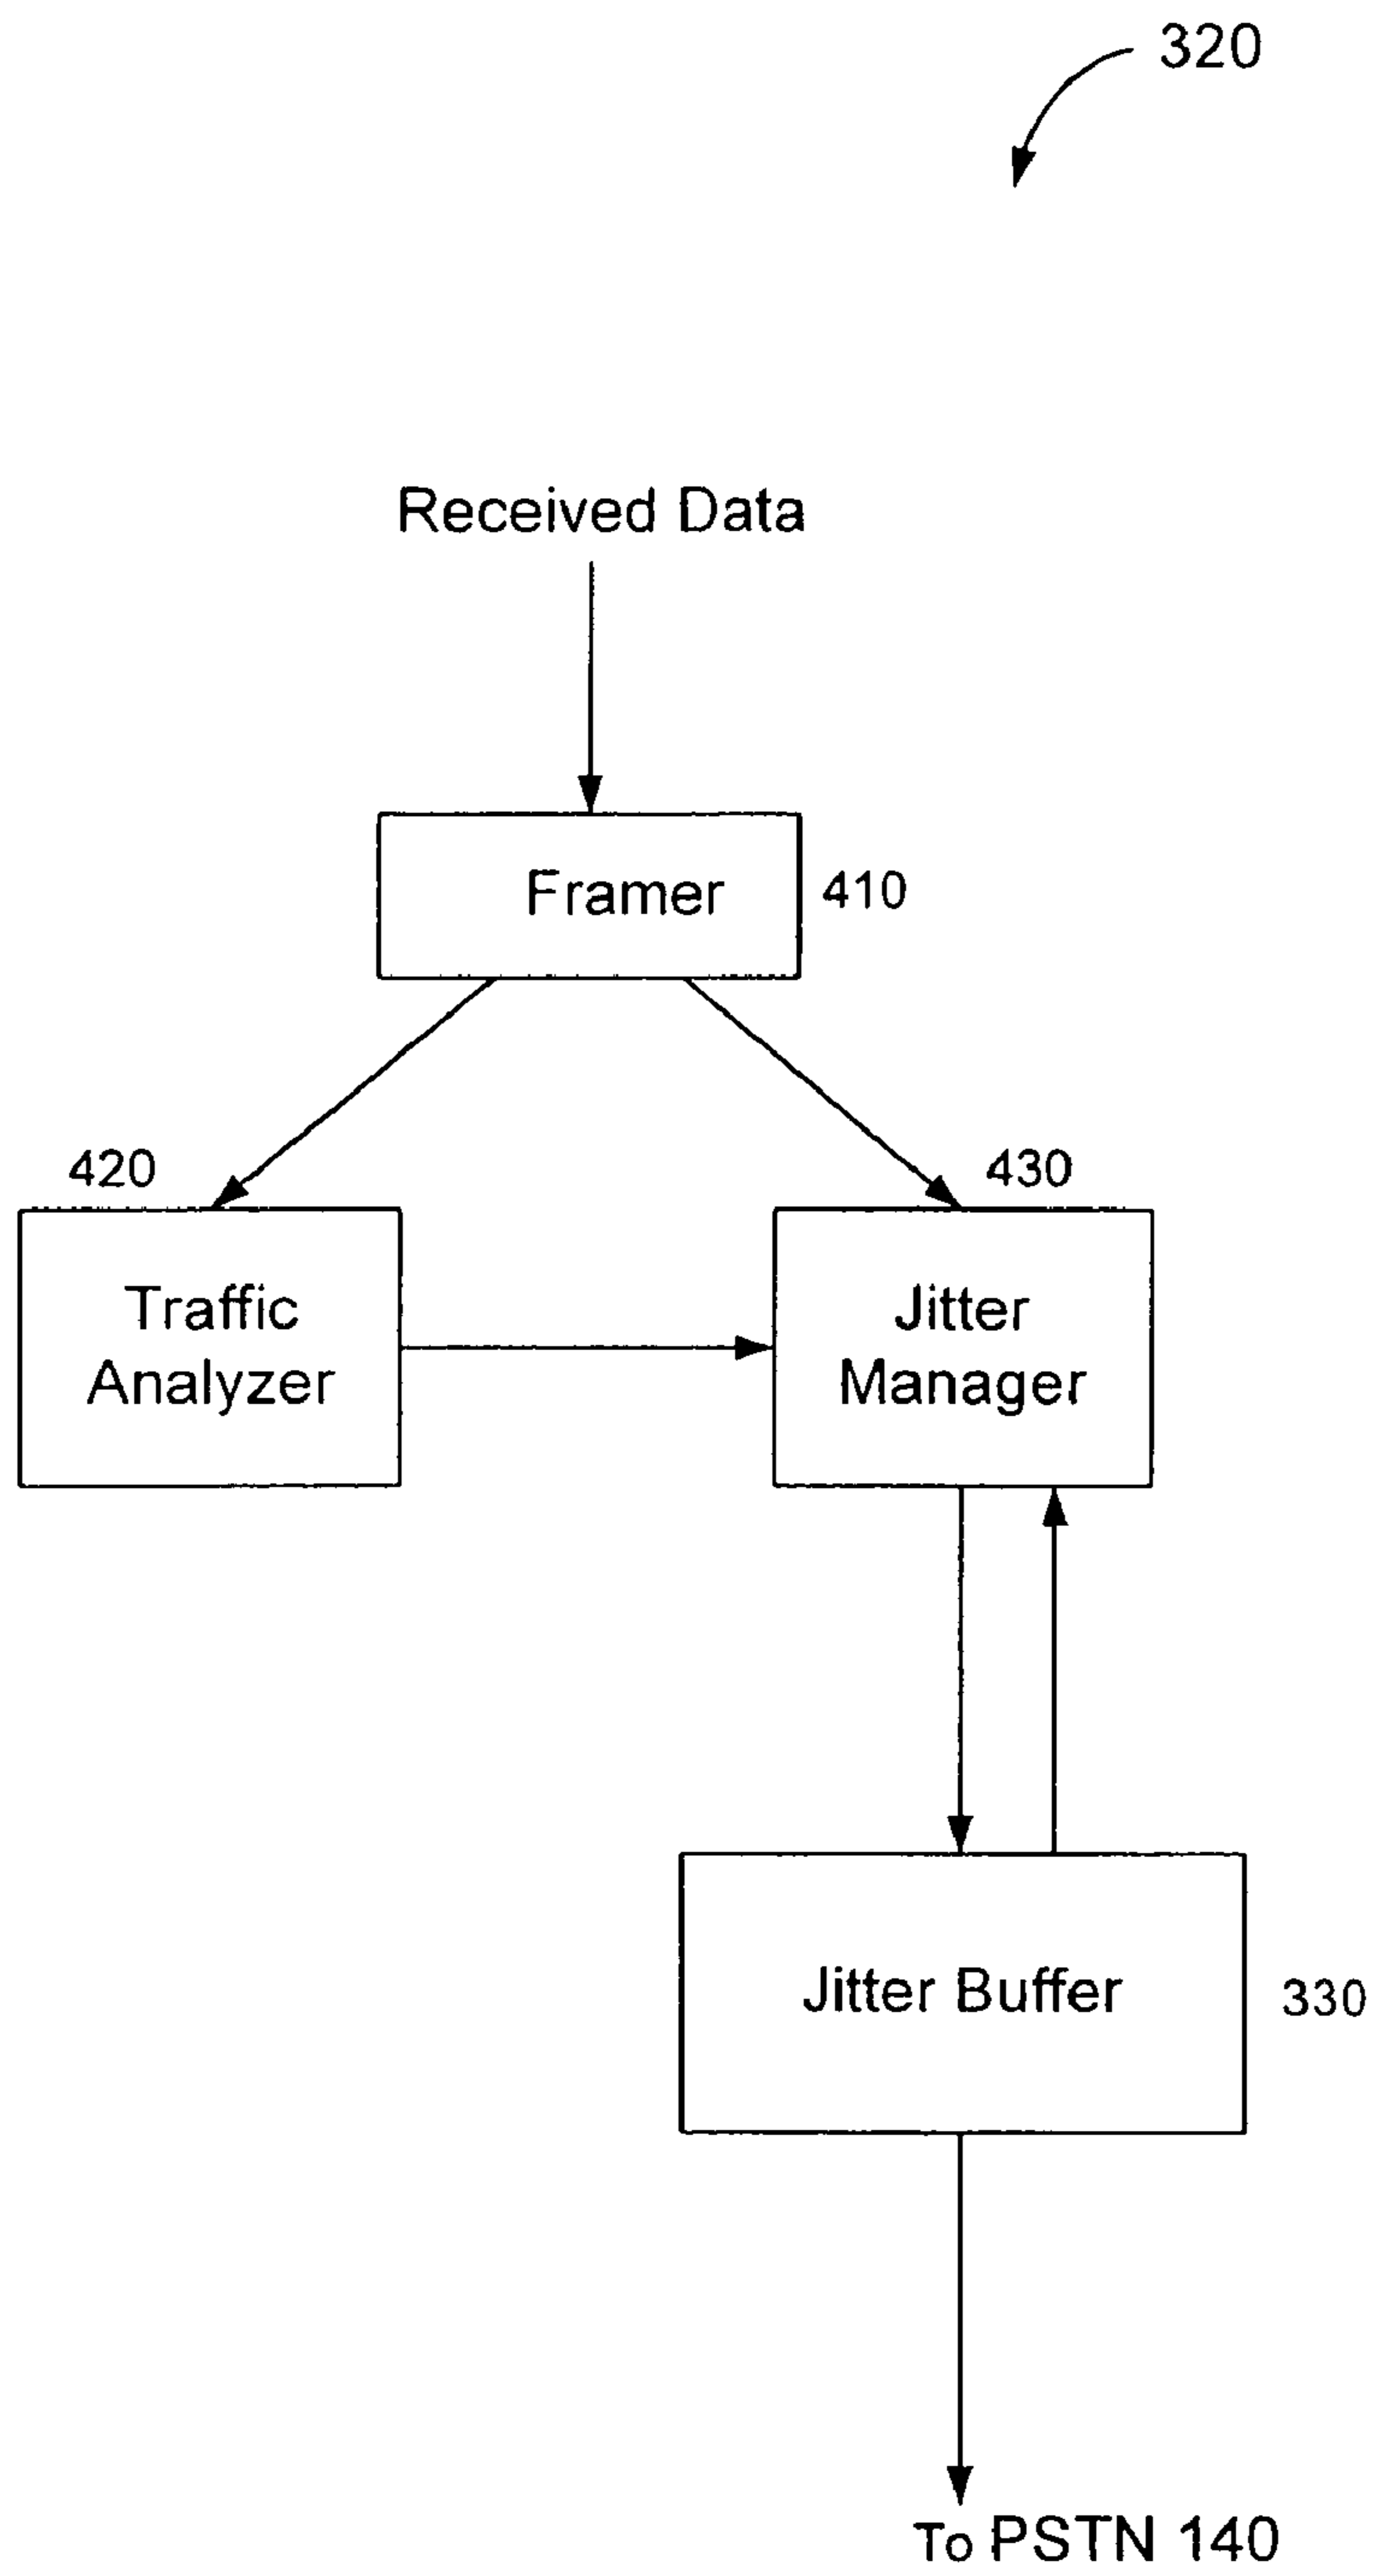 320
Received Data
Framer
410
420
430
Traffic
Analyzer
Jitter
Manager
Jitter Buffer
330
To PSTN 140